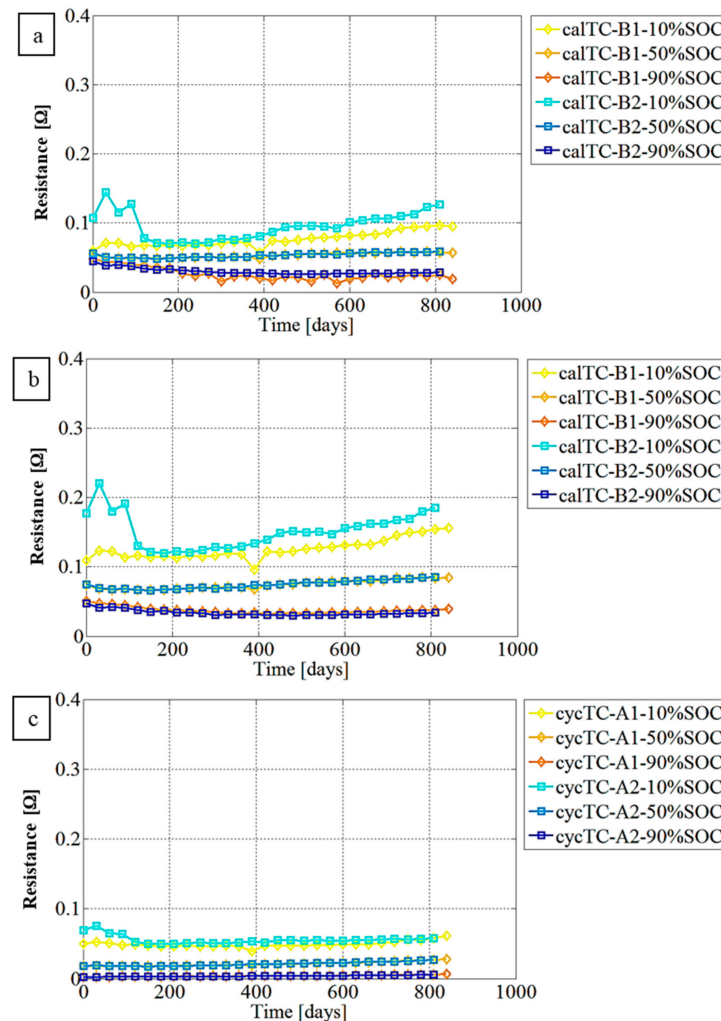 a
0.4
0.3
0.2
0.1
0
Resistance [Ω]
0 200 400 600 800 1000
Time [days]
calTC-B1-10%SOC
calTC-B1-50%SOC
calTC-B1-90%SOC
calTC-B2-10%SOC
calTC-B2-50%SOC
calTC-B2-90%SOC
b
0.4
0.3
0.2
0.1
0
Resistance [Ω]
0 200 400 600 800 1000
Time [days]
calTC-B1-10%SOC
calTC-B1-50%SOC
calTC-B1-90%SOC
calTC-B2-10%SOC
calTC-B2-50%SOC
calTC-B2-90%SOC
c
0.4
0.3
0.2
0.1
0
Resistance [Ω]
0 200 400 600 800 1000
Time [days]
cycTC-A1-10%SOC
cycTC-A1-50%SOC
cycTC-A1-90%SOC
cycTC-A2-10%SOC
cycTC-A2-50%SOC
cycTC-A2-90%SOC